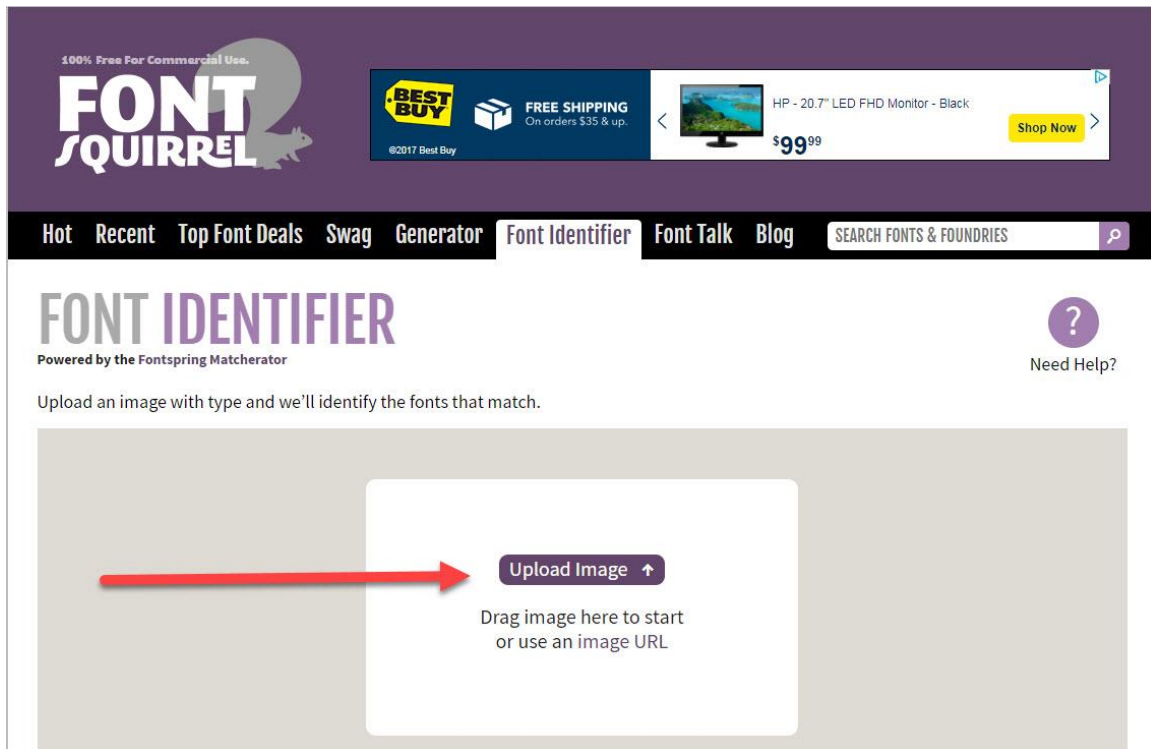 100% Free For Commercial Use.
FONT
SQUIRREL
BEST
BUY
©2017 Best Buy
FREE SHIPPING
On orders $35 & up.
HP - 20.7" LED FHD Monitor - Black
$9999
Shop Now
Hot Recent Top Font Deals Swag Generator Font Identifier Font Talk Blog SEARCH FONTS & FOUNDRIES
FONT IDENTIFIER
Powered by the Fontspring Matcherator
?
Need Help?
Upload an image with type and we'll identify the fonts that match.
Upload Image
Drag image here to start
or use an image URL